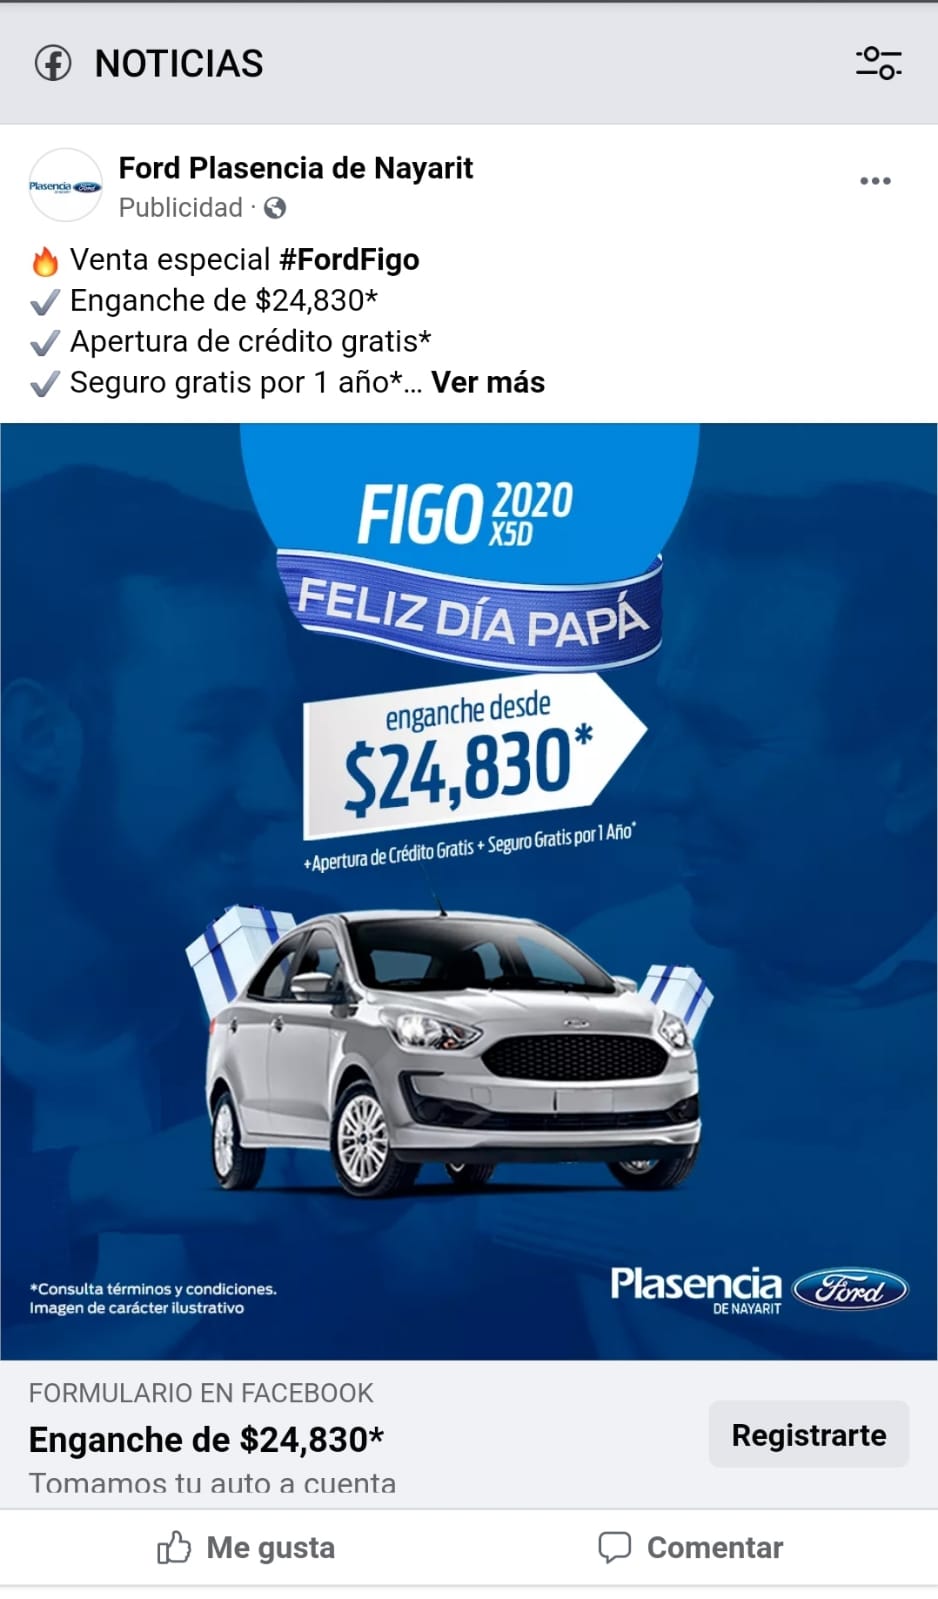 NOTICIAS
Ford Plasencia de Nayarit
Publicidad ·
Venta especial #FordFigo
Enganche de $24,830*
Apertura de crédito gratis*
Seguro gratis por 1 año*... Ver más
FIGO 2020
X5D
FELIZ DÍA PAPÁ
enganche desde
$24,830*
+Apertura de Crédito Gratis + Seguro Gratis por 1 Año*
*Consulta términos y condiciones.
Imagen de carácter ilustrativo
Plasencia Ford
DE NAYARIT
FORMULARIO EN FACEBOOK
Enganche de $24,830*
Registrarte
Tomamos tu auto a cuenta
Me gusta
Comentar